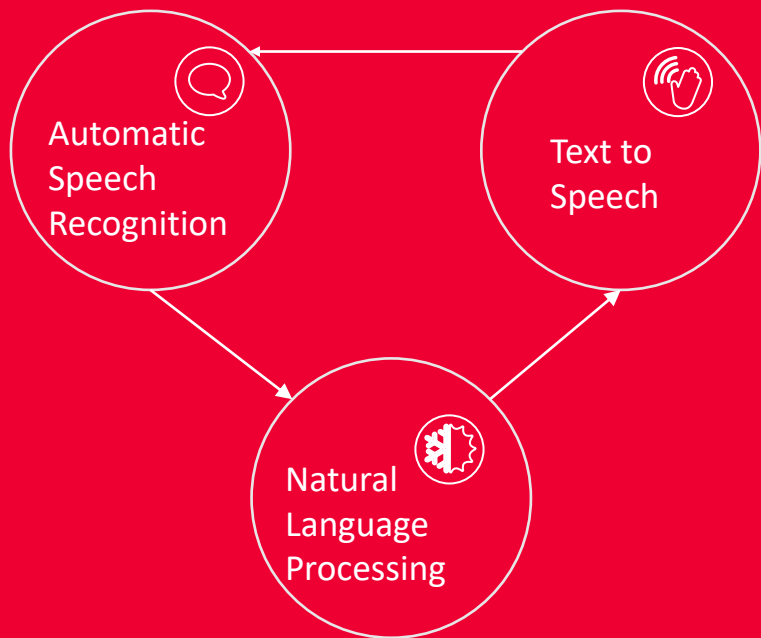 Automatic
Speech
Recognition
Text to
Speech
Natural
Language
Processing